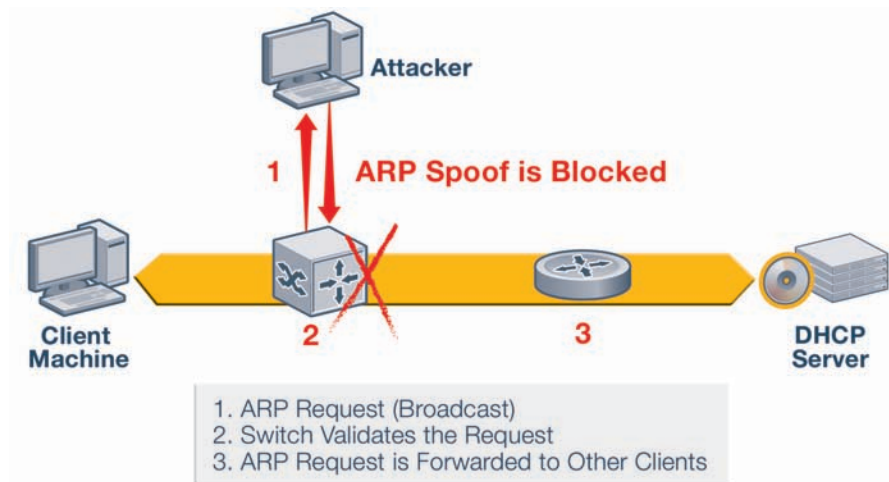 Attacker
1
ARP Spoof is Blocked
Client
Machine
2
3
DHCP
Server
1. ARP Request (Broadcast)
2. Switch Validates the Request
3. ARP Request is Forwarded to Other Clients